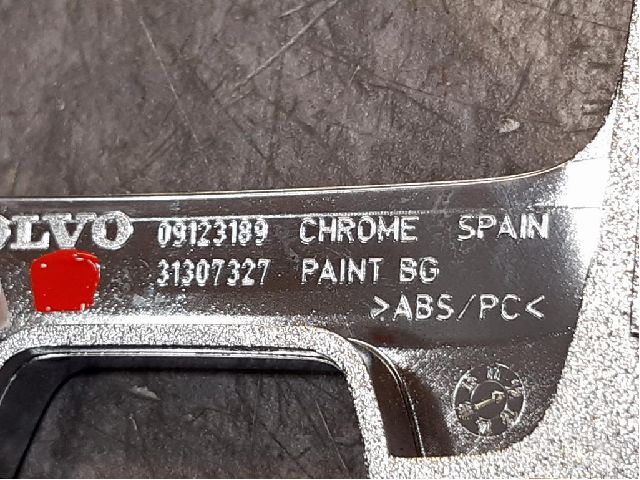 VOLVO 09123189 CHROME SPAIN
31307327 PAINT BG
>ABS/PC<